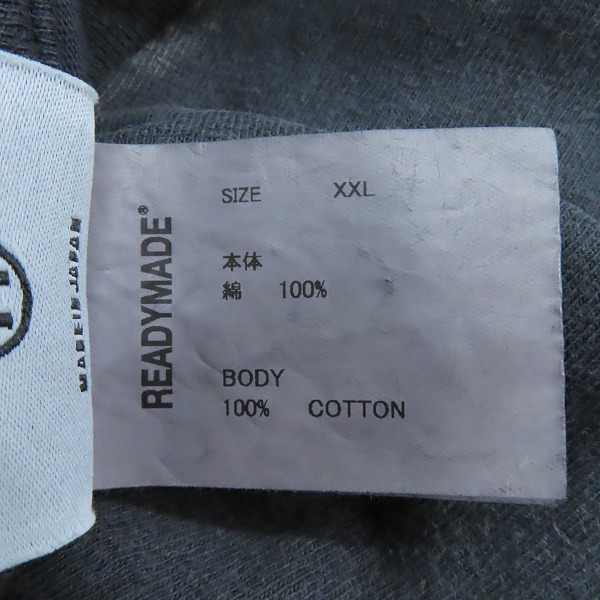 MADE IN JAPAN
READYMADE®
SIZE XXL
本体
綿 100%
BODY
100% COTTON